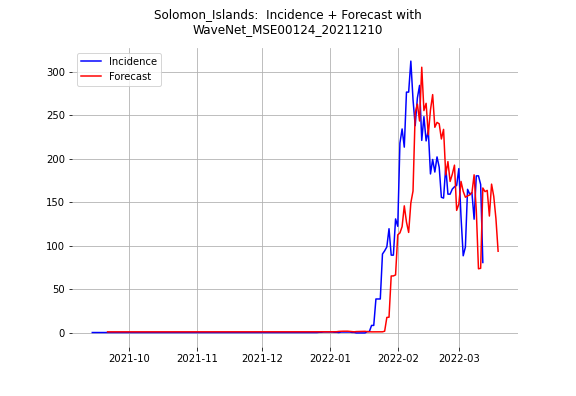 Solomon_Islands:  Incidence + Forecast with
WaveNet_MSE00124_20211210
Incidence
Forecast
300
250
200
150
100
50
0
2021-10 2021-11 2021-12 2022-01 2022-02 2022-03